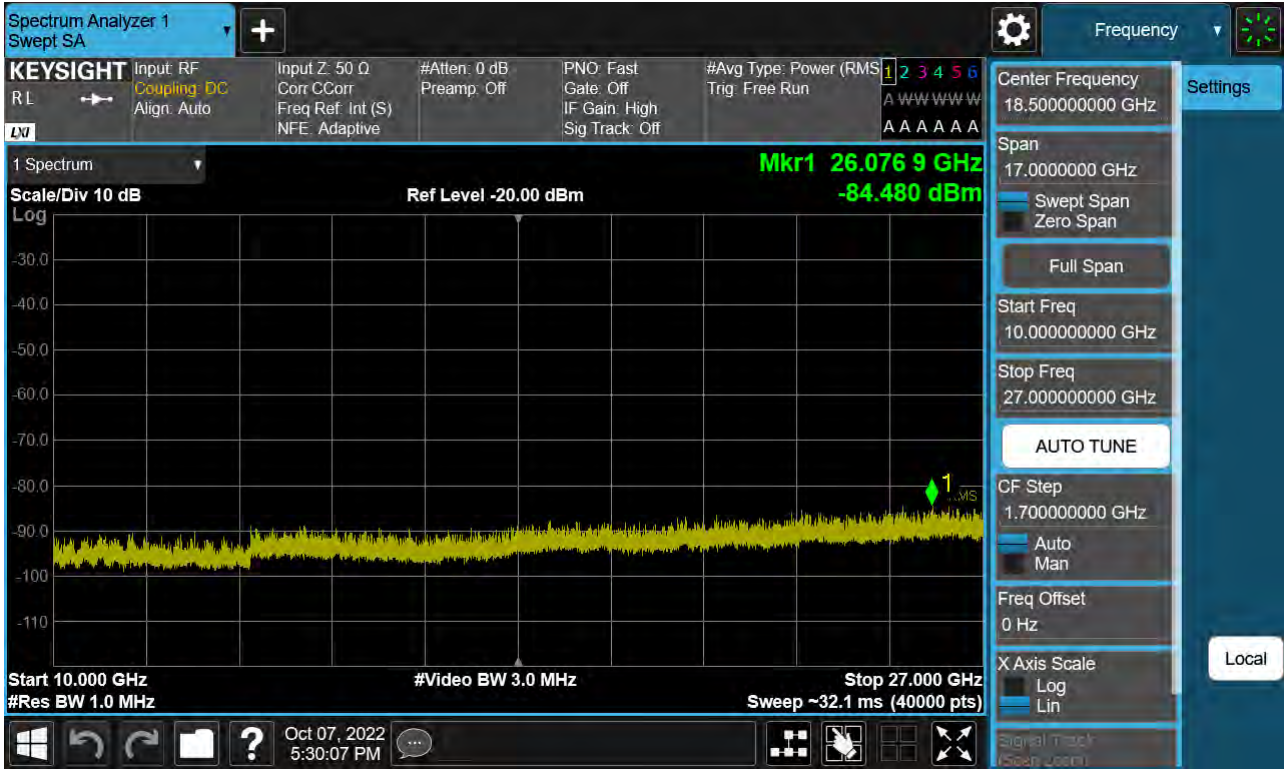 Spectrum Analyzer 1
Swept SA
+
Frequency
KEYSIGHT
R L
LXI
Input: RF
Coupling: DC
Align: Auto
Input Z: 50 Ω
Corr CCorr
Freq Ref: Int (S)
NFE: Adaptive
#Atten: 0 dB
Preamp: Off
PNO: Fast
Gate: Off
IF Gain: High
Sig Track: Off
#Avg Type: Power (RMS
Trig: Free Run
1 2 3 4 5 6
A W W W W W
A A A A A A
1 Spectrum
Scale/Div 10 dB
Log
Ref Level -20.00 dBm
Mkr1 26.076 9 GHz
-84.480 dBm
-30.0
-40.0
-50.0
-60.0
-70.0
-80.0
-90.0
-100
-110
1
Start 10.000 GHz
#Res BW 1.0 MHz
#Video BW 3.0 MHz
Stop 27.000 GHz
Sweep ~32.1 ms (40000 pts)
Center Frequency
18.500000000 GHz
Span
17.0000000 GHz
Swept Span
Zero Span
Full Span
Start Freq
10.000000000 GHz
Stop Freq
27.000000000 GHz
AUTO TUNE
CF Step
1.700000000 GHz
Auto
Man
Freq Offset
0 Hz
X Axis Scale
Log
Lin
Signal Track
(Span Zoom)
Settings
Local
?
Oct 07, 2022
5:30:07 PM